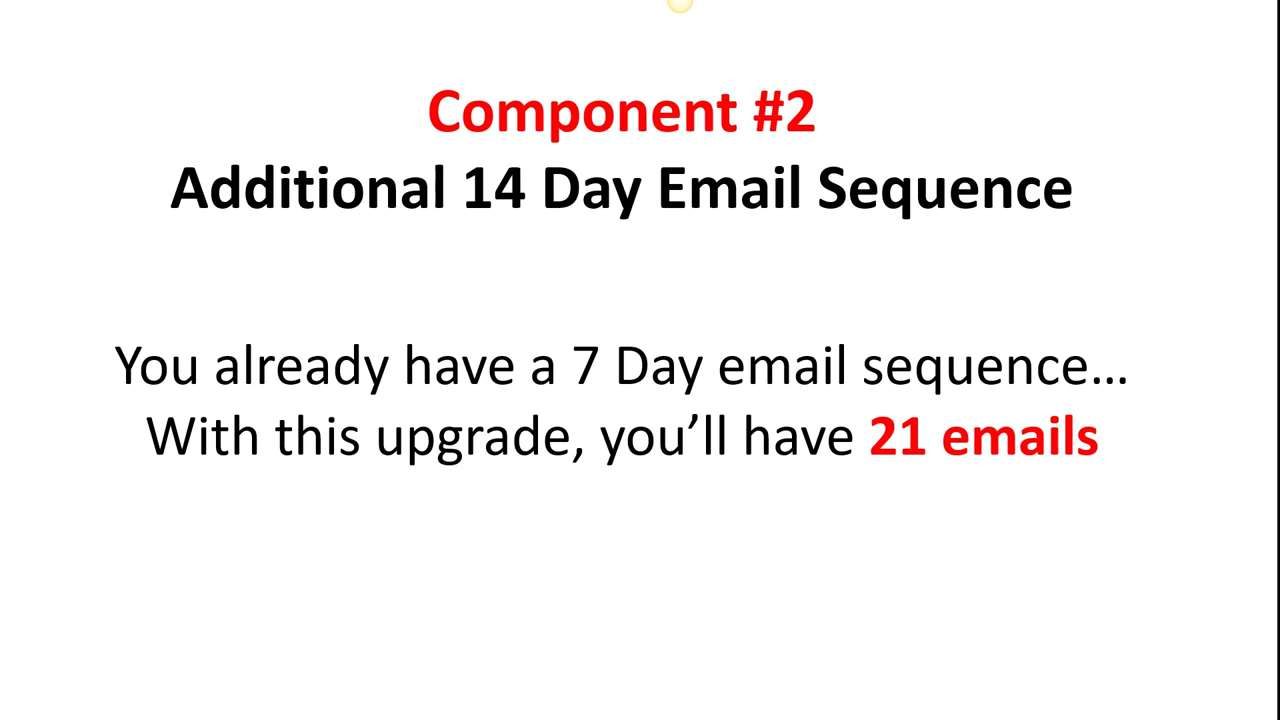 Component #2
Additional 14 Day Email Sequence
You already have a 7 Day email sequence…
With this upgrade, you’ll have 21 emails